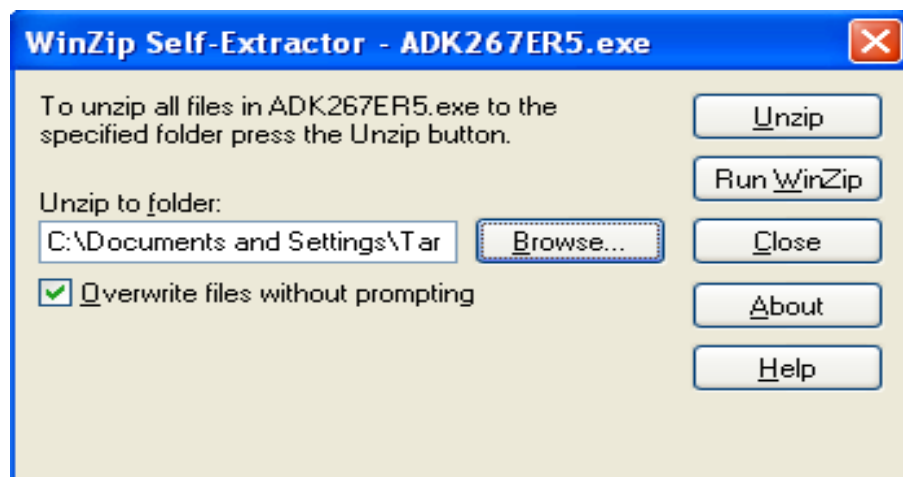 WinZip Self-Extractor - ADK267ER5.exe
To unzip all files in ADK267ER5.exe to the
specified folder press the Unzip button.
Unzip to folder:
C:\Documents and Settings\Tar
Browse...
Overwrite files without prompting
Unzip
Run WinZip
Close
About
Help